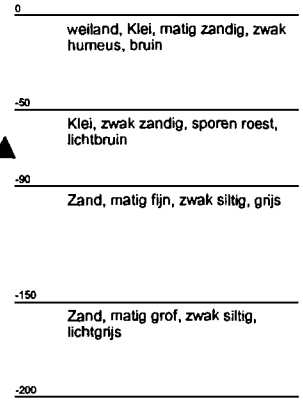 0
weiland, Klei, matig zandig, zwak
humeus, bruin
-50
Klei, zwak zandig, sporen roest,
lichtbruin
-90
Zand, matig fijn, zwak siltig, grijs
-150
Zand, matig grof, zwak siltig,
lichtgrijs
-200